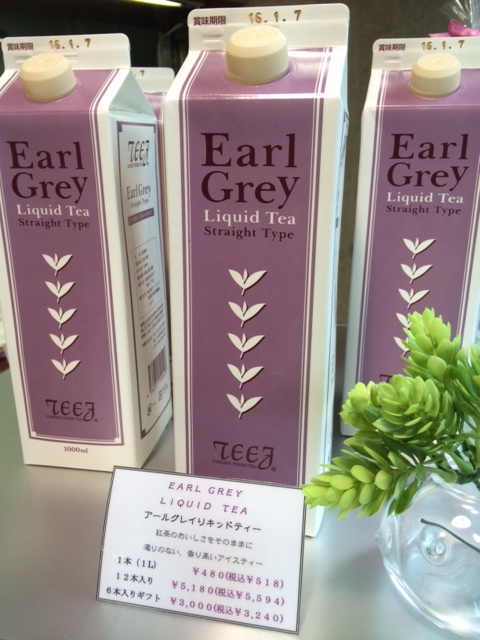 賞味期限 16.1.7
Earl
Grey
Liquid Tea
Straight Type
TEEJ
1000ml
TEEJ
Earl Grey
賞味期限 16.1.7
Earl
Grey
Liquid Tea
Straight Type
TEEJ
賞味期限 16.1.7
Earl
Grey
Liquid Tea
Straight Type
EARL GREY
LIQUID TEA
アールグレイリキッドティー
紅茶のおいしさをそのままに
濁りのない、香り高いアイスティー
1本(1L) ¥480(税込¥518)
12本入り ¥5,180(税込¥5,594)
6本入りギフト ¥3,000(税込¥3,240)